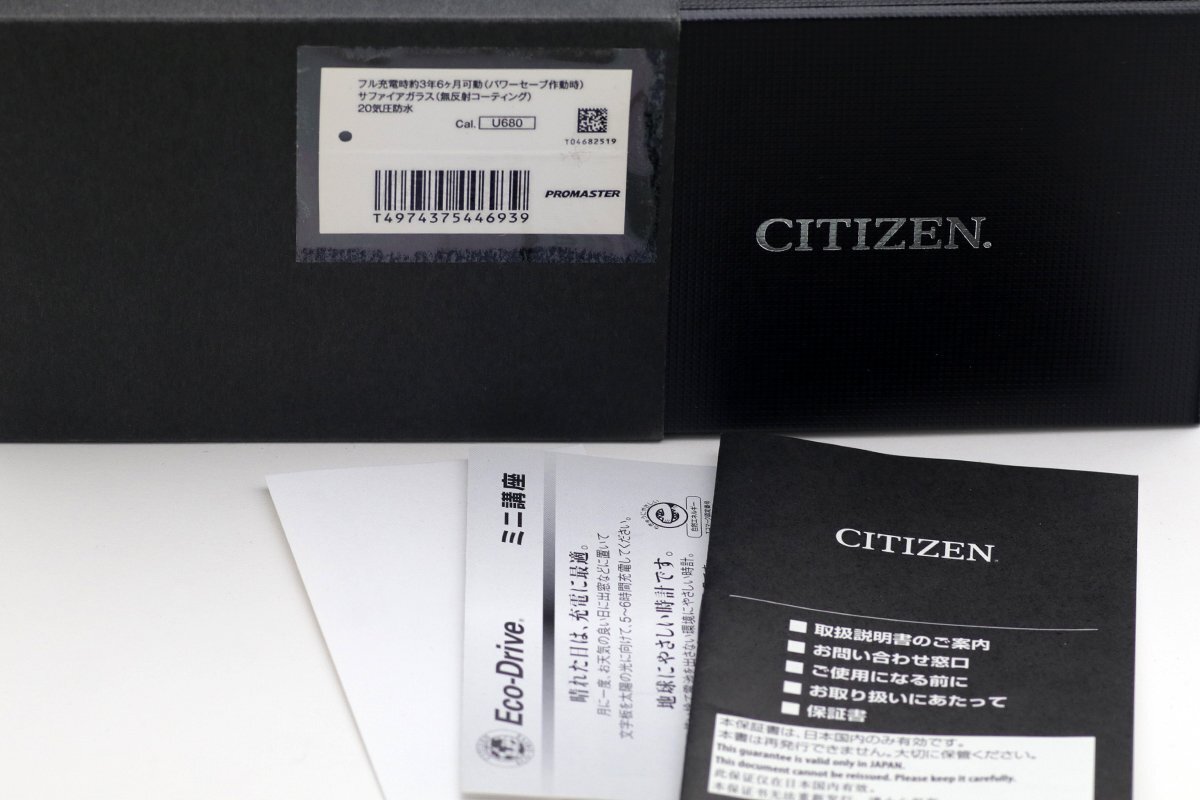 フル充電時約3年6ヶ月可動(パワーセーブ作動時)
サファイアガラス(無反射コーティング)
20気圧防水
Cal. U680
T04682519
T4974375446939
PROMASTER
CITIZEN.
Eco-Drive. ミニ講座
晴れた日は、充電に最適。
月に一度、お天気の良い日に出窓などに置いて
文字板を太陽の光に向けて、5〜6時間充電してください。
地球にやさしい時計です。
自然エネルギー
CITIZEN
■ 取扱説明書のご案内
■ お問い合わせ窓口
■ ご使用になる前に
■ お取り扱いにあたって
■ 保証書
本保証書は、日本国内のみ有効です。
本書は再発行できません。大切に保管ください。
This guarantee is valid only in JAPAN.
This document cannot be reissued. Please keep it carefully.
此保证仅在日本国内有效。